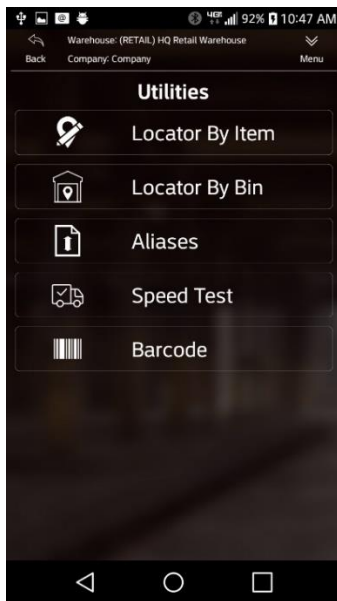 92% 10:47 AM
Warehouse: (RETAIL) HQ Retail Warehouse
Back Company: Company Menu
Utilities
Locator By Item
Locator By Bin
Aliases
Speed Test
Barcode